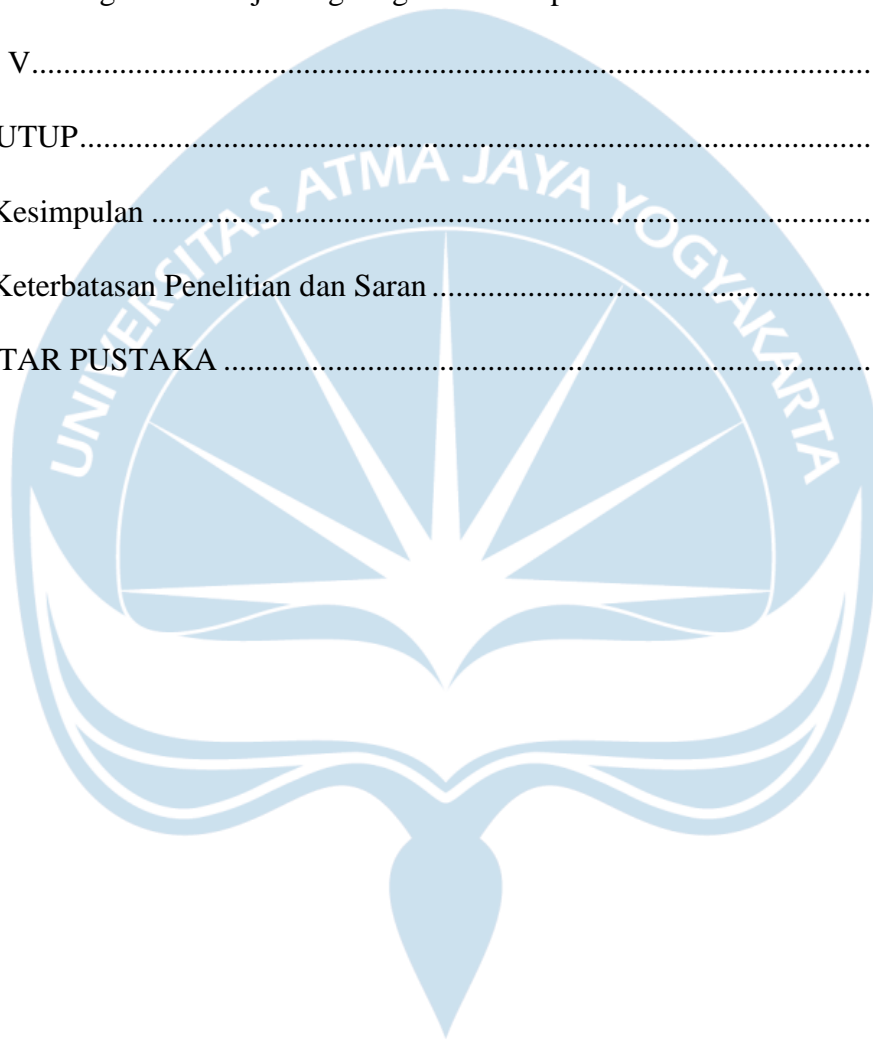 V................................................................................................
UTUP..........................................................................................
Kesimpulan .................................................................................
Keterbatasan Penelitian dan Saran .................................................
TAR PUSTAKA .........................................................................
UNIVERSITAS ATMA JAYA YOGYAKARTA